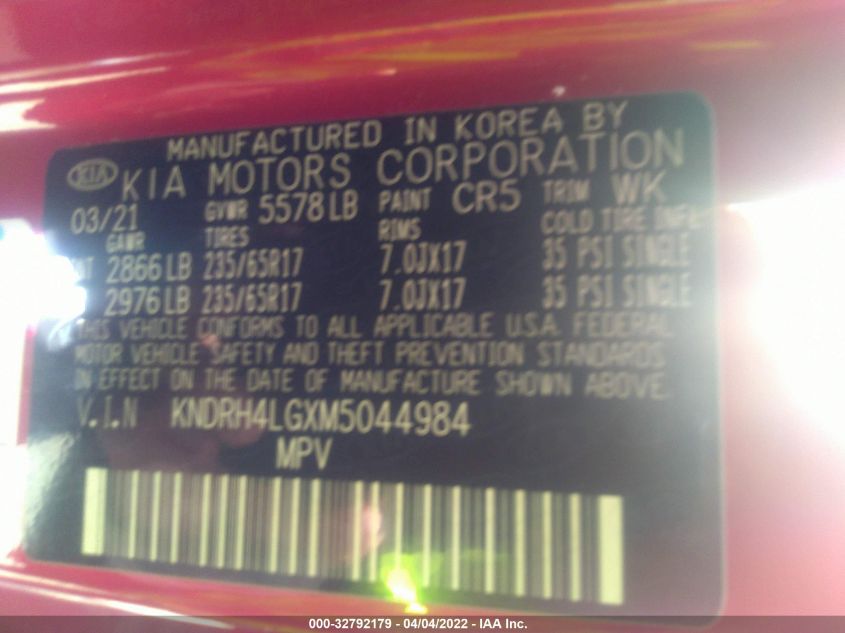 MANUFACTURED IN KOREA BY
KIA KIA MOTORS CORPORATION
03/21 GVWR 5578 LB PAINT CR5 TRIM WK
GAWR TIRES RIMS COLD TIRE INFL
2866 LB 235/65R17 7.0JX17 35 PSI SINGLE
2976 LB 235/65R17 7.0JX17 35 PSI SINGLE
THIS VEHICLE CONFORMS TO ALL APPLICABLE U.S.A. FEDERAL
MOTOR VEHICLE SAFETY AND THEFT PREVENTION STANDARDS
IN EFFECT ON THE DATE OF MANUFACTURE SHOWN ABOVE.
V.I.N KNDRH4LGXM5044984
MPV
000-32792179 - 04/04/2022 - IAA Inc.